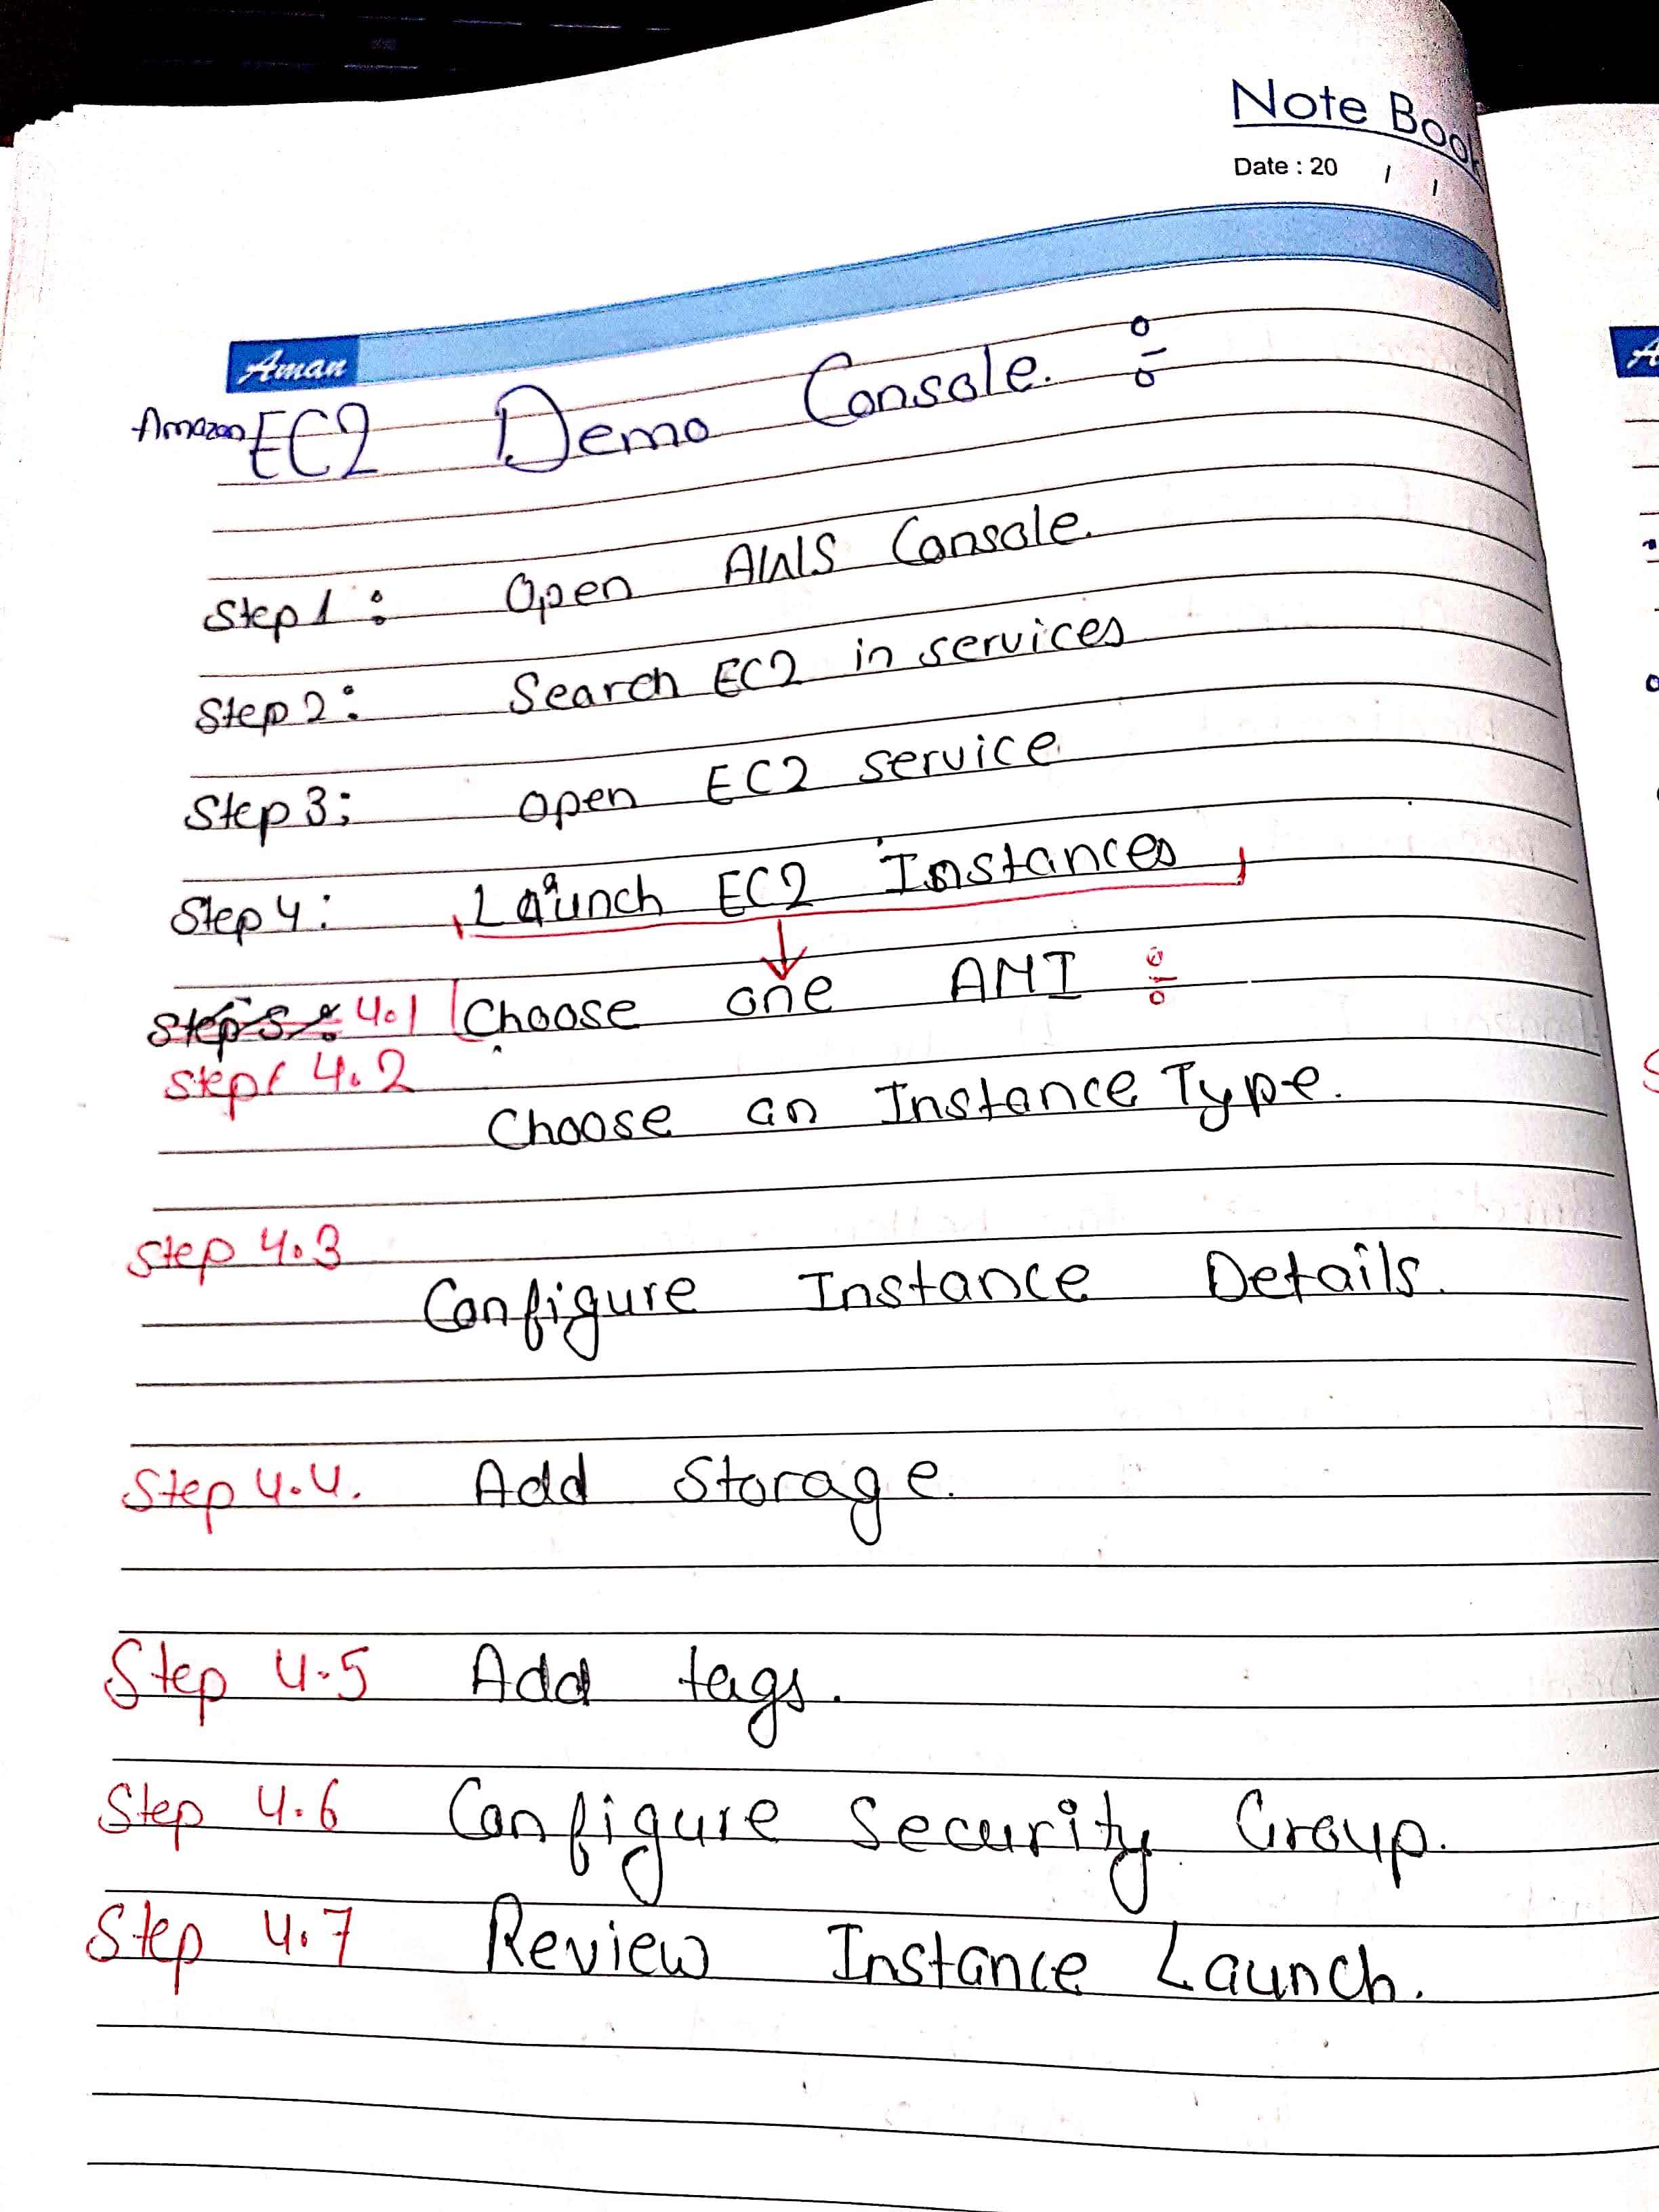 Note Book
Date : 20 / /
Aman
Amazon EC2 Demo Console. :
Step 1 : Open AWS Console.
Step 2 : Search EC2 in services
Step 3 : Open EC2 service
Step 4 : Launch EC2 Instances
Step 5 : 4.1 Choose one AMI :
Step 4.2
Choose an Instance Type.
Step 4.3
Configure Instance Details.
Step 4.4. Add Storage.
Step 4.5 Add tags.
Step 4.6 Configure Security Group.
Step 4.7 Review Instance Launch.